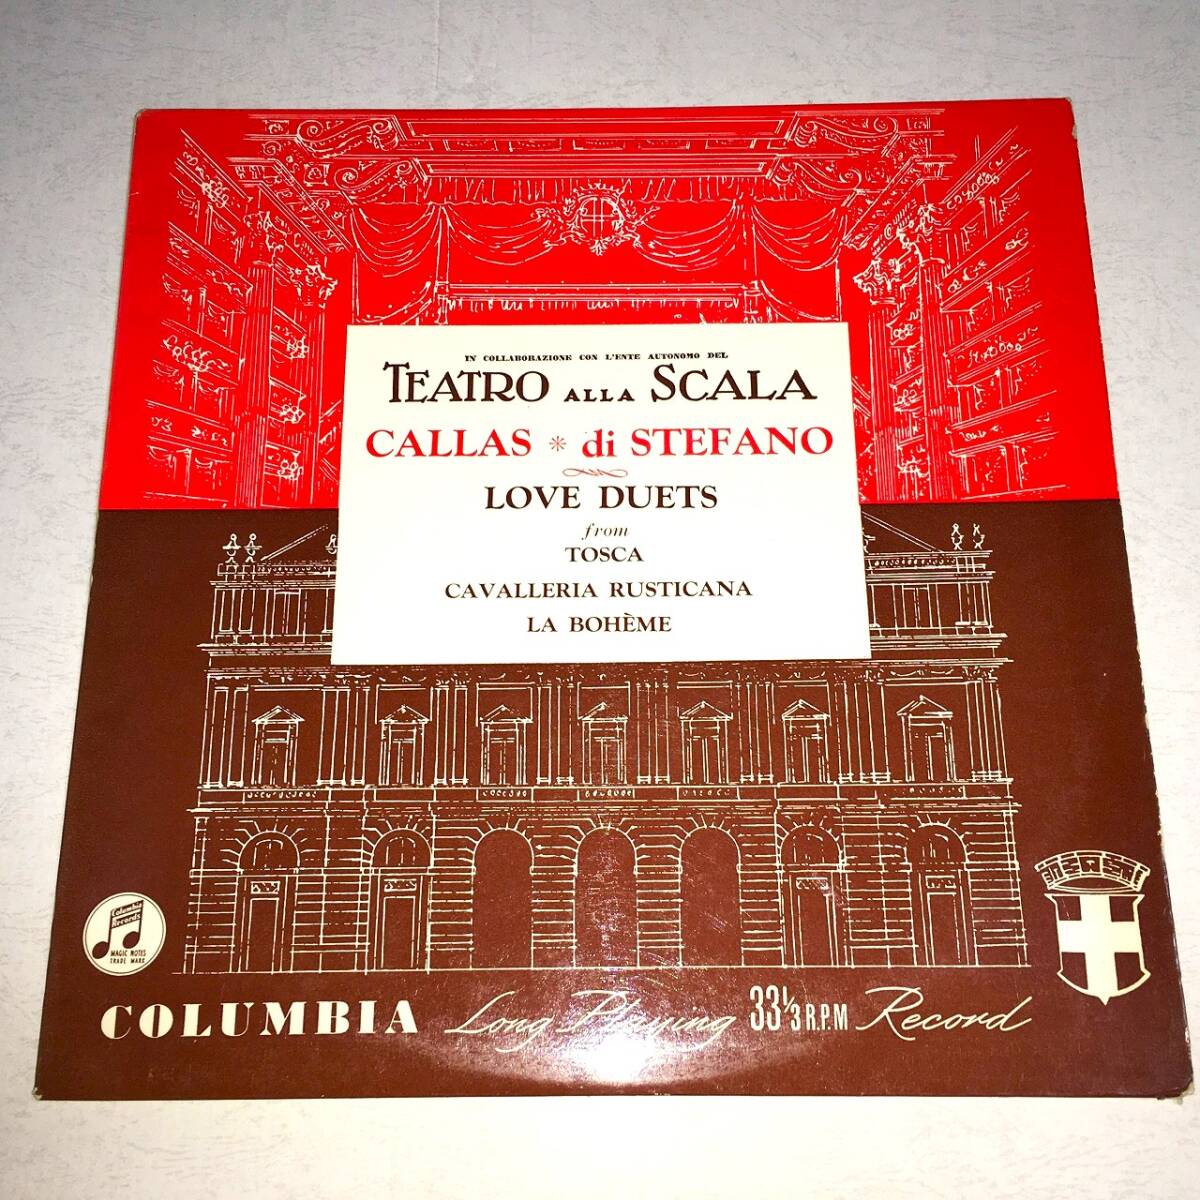 IN COLLABORAZIONE CON L'ENTE AUTONOMO DEL
TEATRO ALLA SCALA
CALLAS * di STEFANO
LOVE DUETS
from
TOSCA
CAVALLERIA RUSTICANA
LA BOHÈME
Columbia
Records
MAGIC NOTES
TRADE MARK
COLUMBIA Long Playing 33⅓ R.P.M Record